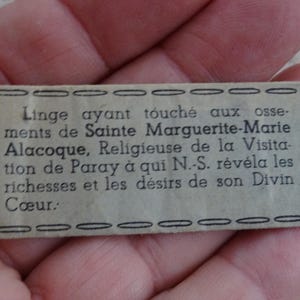 Linge ayant touché aux osse-
ments de Sainte Marguerite-Marie
Alacoque, Religieuse de la Visita-
tion de Paray à qui N.-S. révéla les
richesses et les désirs de son Divin
Cœur.